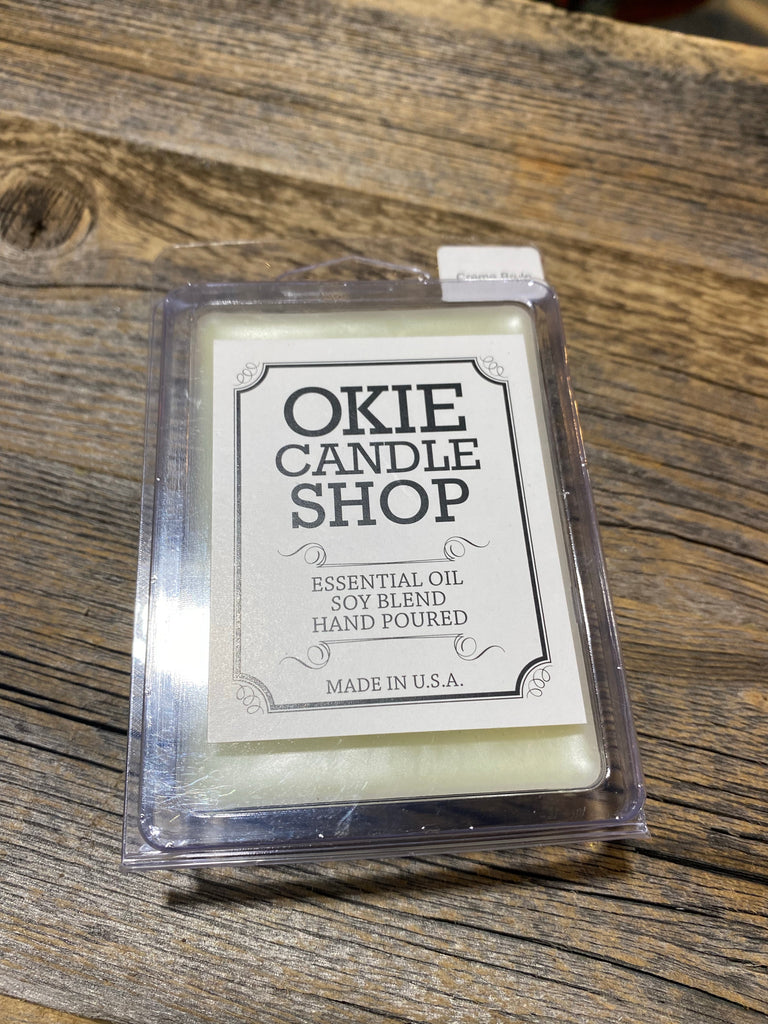 OKIE
CANDLE
SHOP
ESSENTIAL OIL
SOY BLEND
HAND POURED
MADE IN U.S.A.